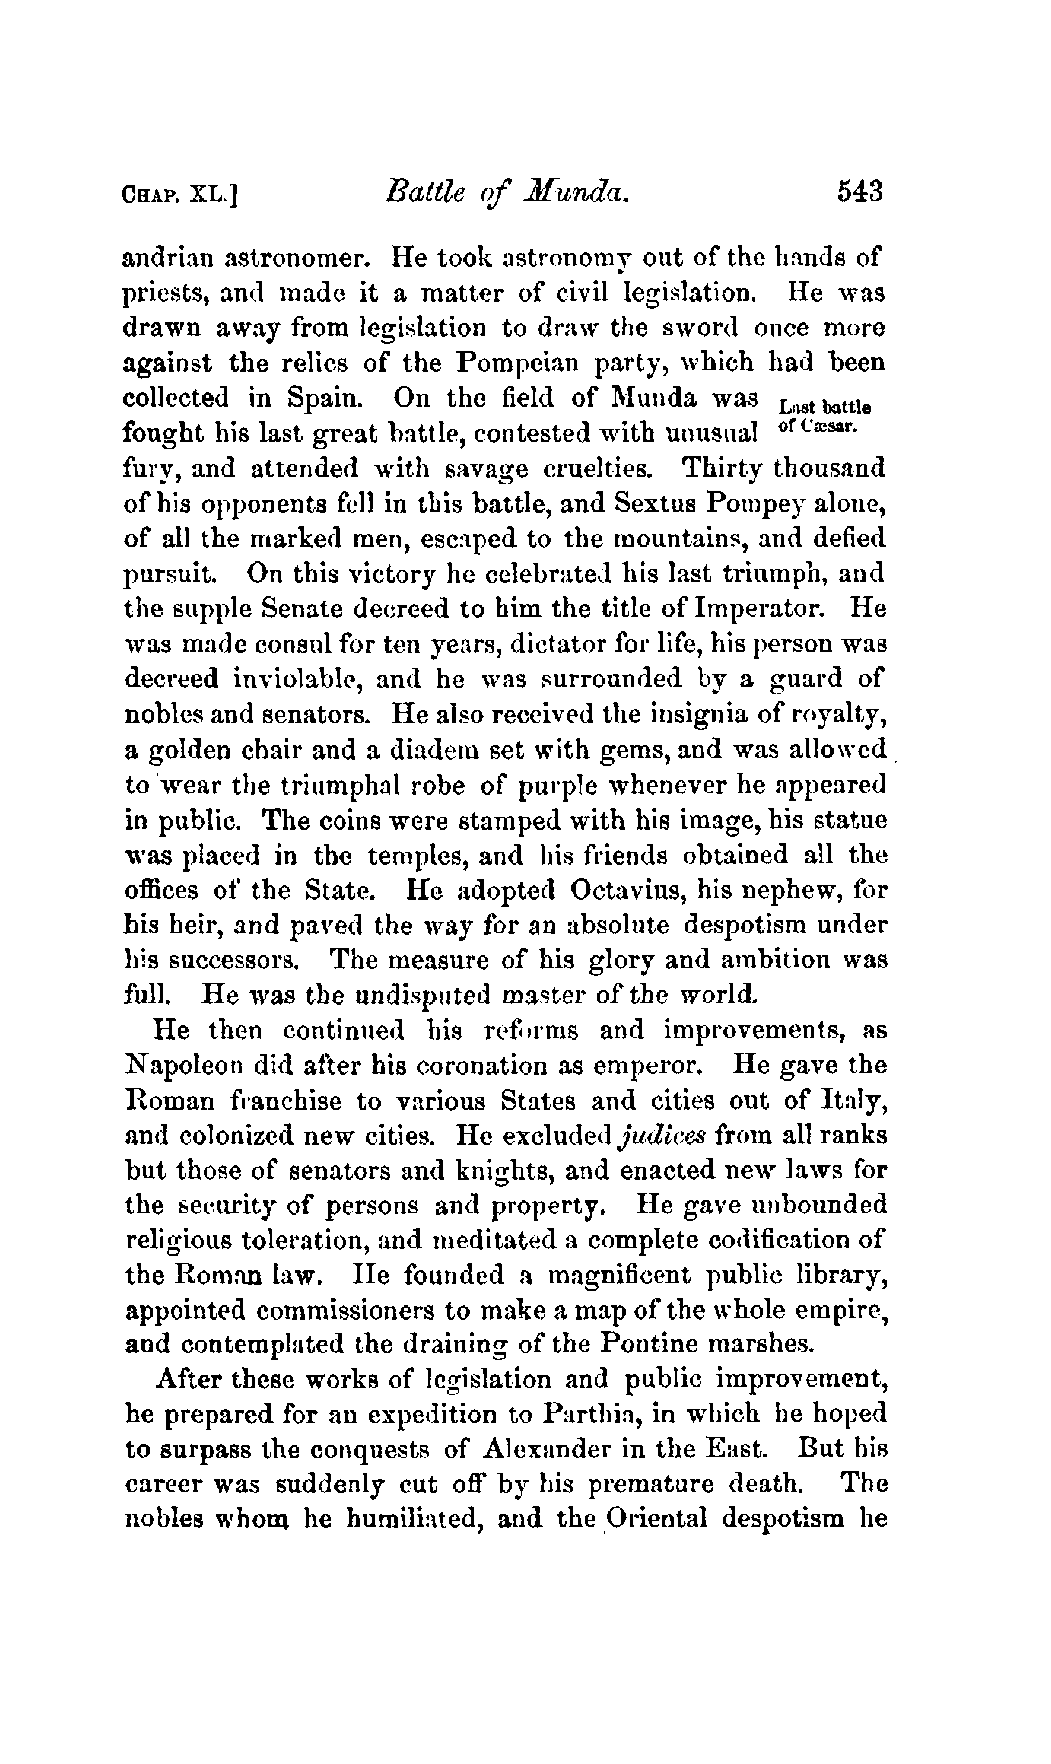 CHAP. XL.] Battle of Munda. 543
andrian astronomer. He took astronomy out of the hands of
priests, and made it a matter of civil legislation. He was
drawn away from legislation to draw the sword once more
against the relics of the Pompeian party, which had been
collected in Spain. On the field of Munda was
Last battle
of Cæsar.
fought his last great battle, contested with unusual
fury, and attended with savage cruelties. Thirty thousand
of his opponents fell in this battle, and Sextus Pompey alone,
of all the marked men, escaped to the mountains, and defied
pursuit. On this victory he celebrated his last triumph, and
the supple Senate decreed to him the title of Imperator. He
was made consul for ten years, dictator for life, his person was
decreed inviolable, and he was surrounded by a guard of
nobles and senators. He also received the insignia of royalty,
a golden chair and a diadem set with gems, and was allowed
to wear the triumphal robe of purple whenever he appeared
in public. The coins were stamped with his image, his statue
was placed in the temples, and his friends obtained all the
offices of the State. He adopted Octavius, his nephew, for
his heir, and paved the way for an absolute despotism under
his successors. The measure of his glory and ambition was
full. He was the undisputed master of the world.
He then continued his reforms and improvements, as
Napoleon did after his coronation as emperor. He gave the
Roman franchise to various States and cities out of Italy,
and colonized new cities. He excluded judices from all ranks
but those of senators and knights, and enacted new laws for
the security of persons and property. He gave unbounded
religious toleration, and meditated a complete codification of
the Roman law. He founded a magnificent public library,
appointed commissioners to make a map of the whole empire,
and contemplated the draining of the Pontine marshes.
After these works of legislation and public improvement,
he prepared for an expedition to Parthia, in which he hoped
to surpass the conquests of Alexander in the East. But his
career was suddenly cut off by his premature death. The
nobles whom he humiliated, and the Oriental despotism he